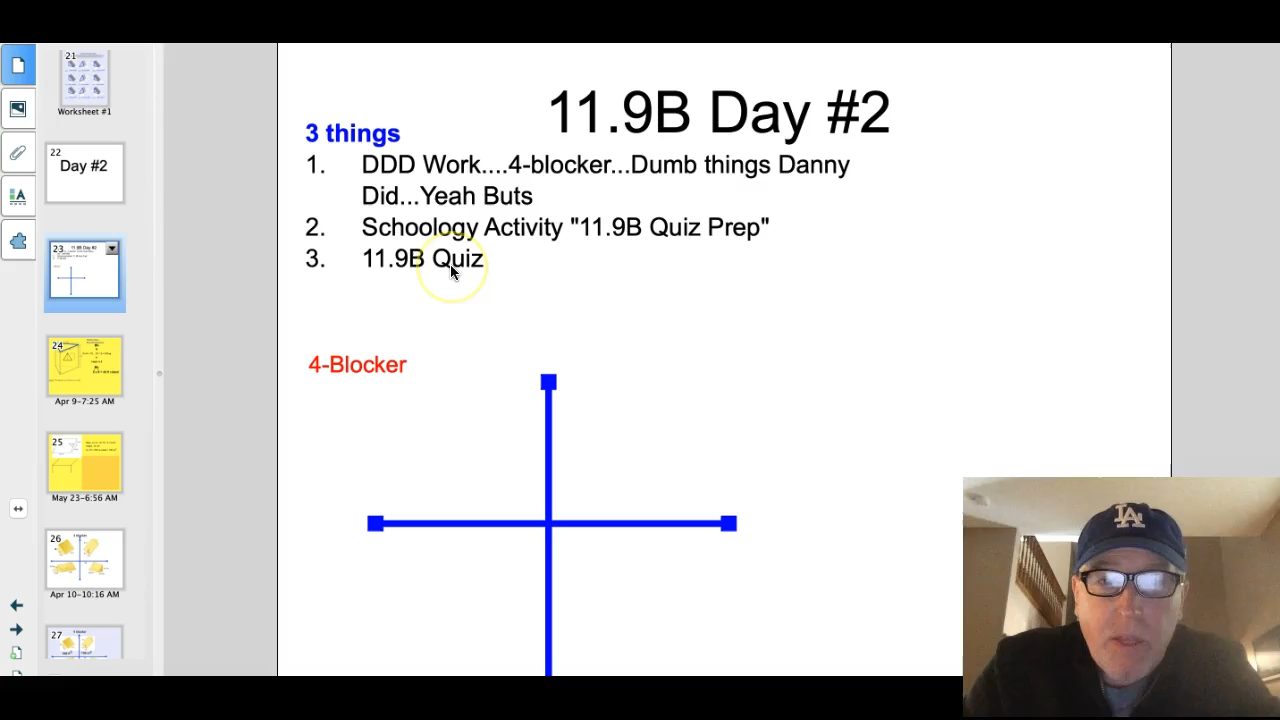 21
Worksheet #1
22
Day #2
23
24
Apr 9-7:25 AM
25
May 23-6:56 AM
26
Apr 10-10:16 AM
27
11.9B Day #2
3 things
1. DDD Work....4-blocker...Dumb things Danny
Did...Yeah Buts
2. Schoology Activity "11.9B Quiz Prep"
3. 11.9B Quiz
4-Blocker
LA